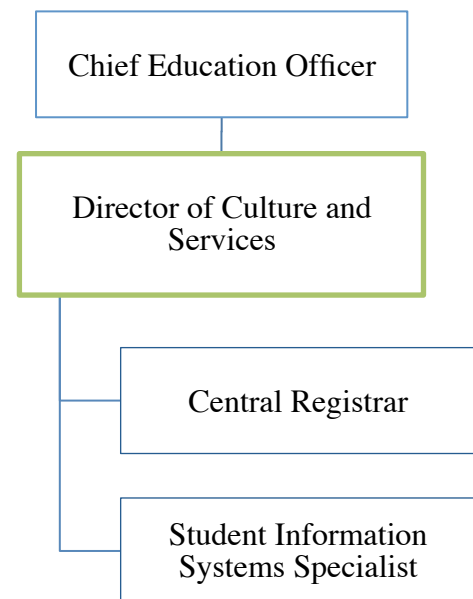 Chief Education Officer
Director of Culture and
Services
Central Registrar
Student Information
Systems Specialist